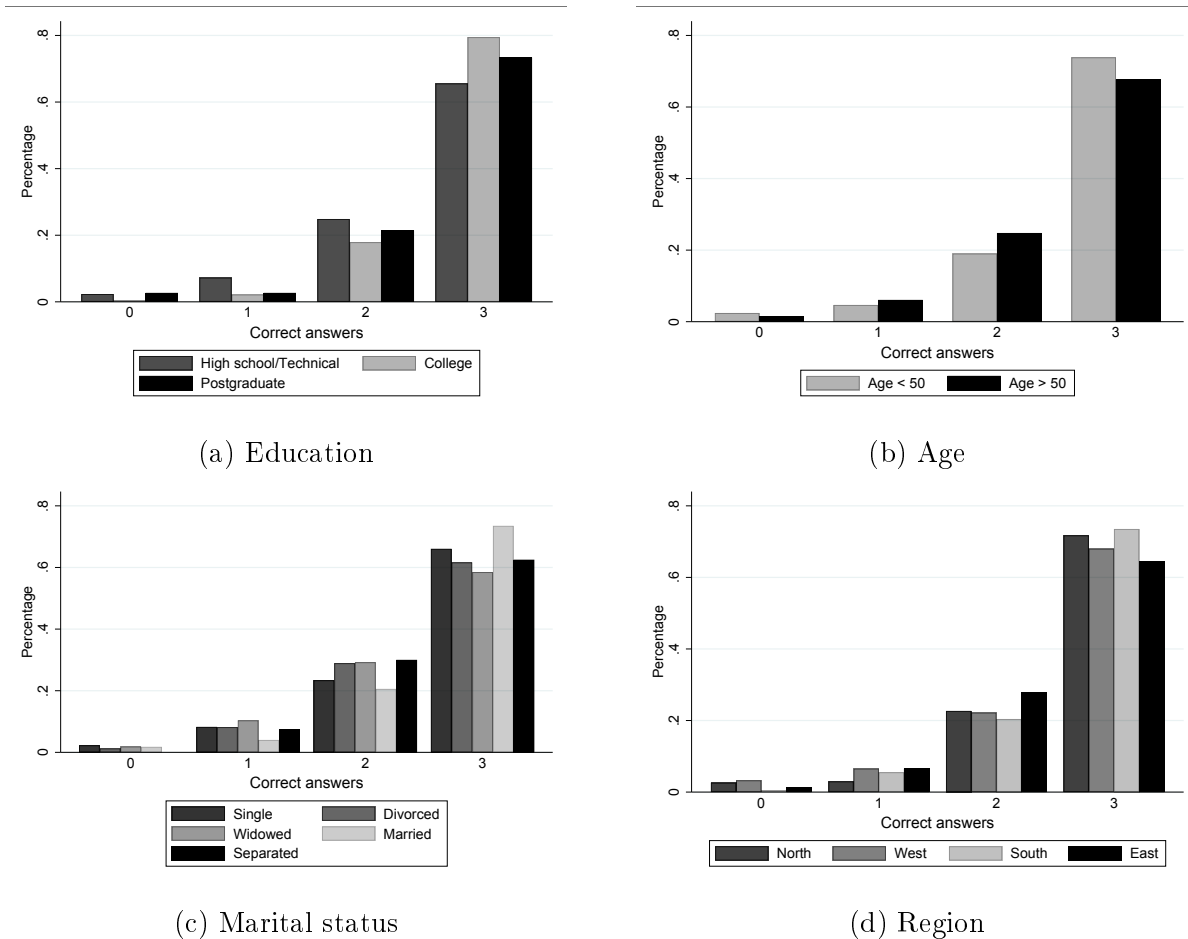 .8
.6
.4
.2
0
Percentage
0 1 2 3
Correct answers
High school/Technical College
Postgraduate
(a) Education
.8
.6
.4
.2
0
Percentage
0 1 2 3
Correct answers
Age < 50 Age > 50
(b) Age
.8
.6
.4
.2
0
Percentage
0 1 2 3
Correct answers
Single Divorced
Widowed Married
Separated
(c) Marital status
.8
.6
.4
.2
0
Percentage
0 1 2 3
Correct answers
North West South East
(d) Region